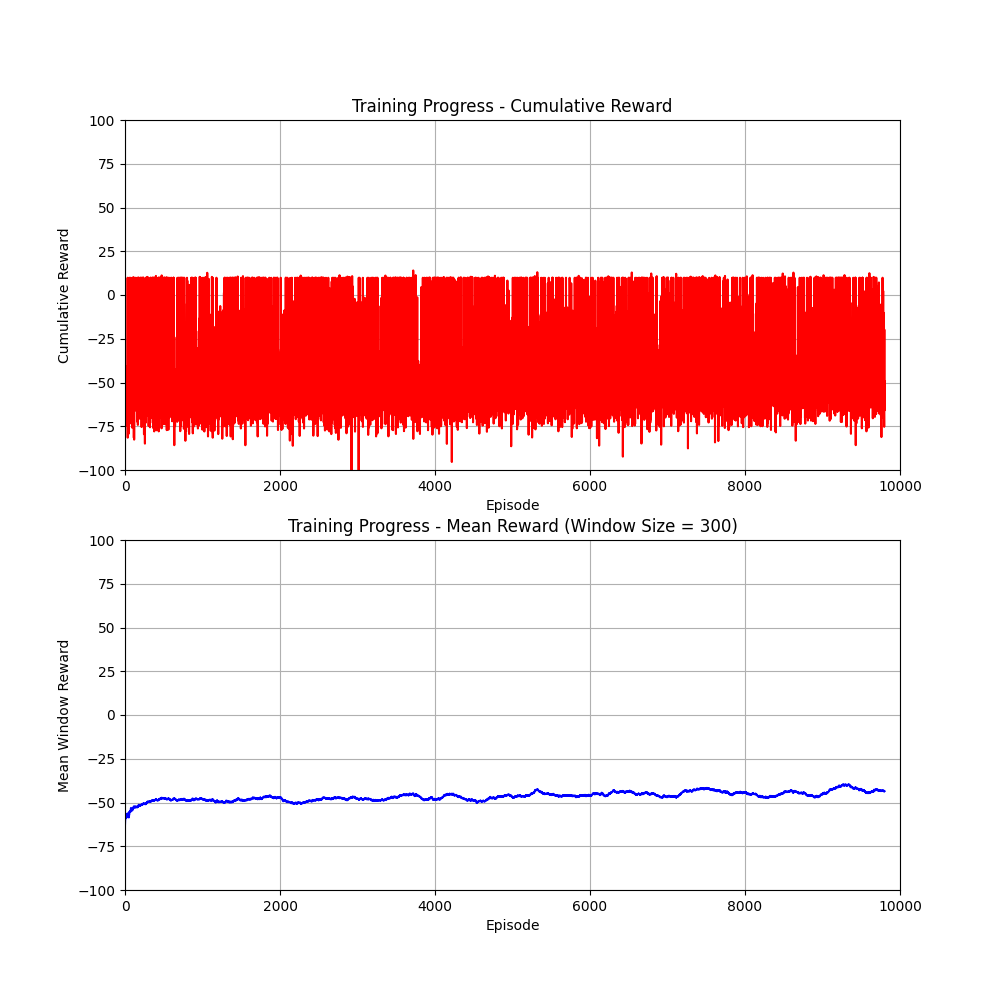 Training Progress - Cumulative Reward
100
75
50
25
0
−25
−50
−75
−100
Cumulative Reward
0 2000 4000 6000 8000 10000
Episode
Training Progress - Mean Reward (Window Size = 300)
100
75
50
25
0
−25
−50
−75
−100
Mean Window Reward
0 2000 4000 6000 8000 10000
Episode